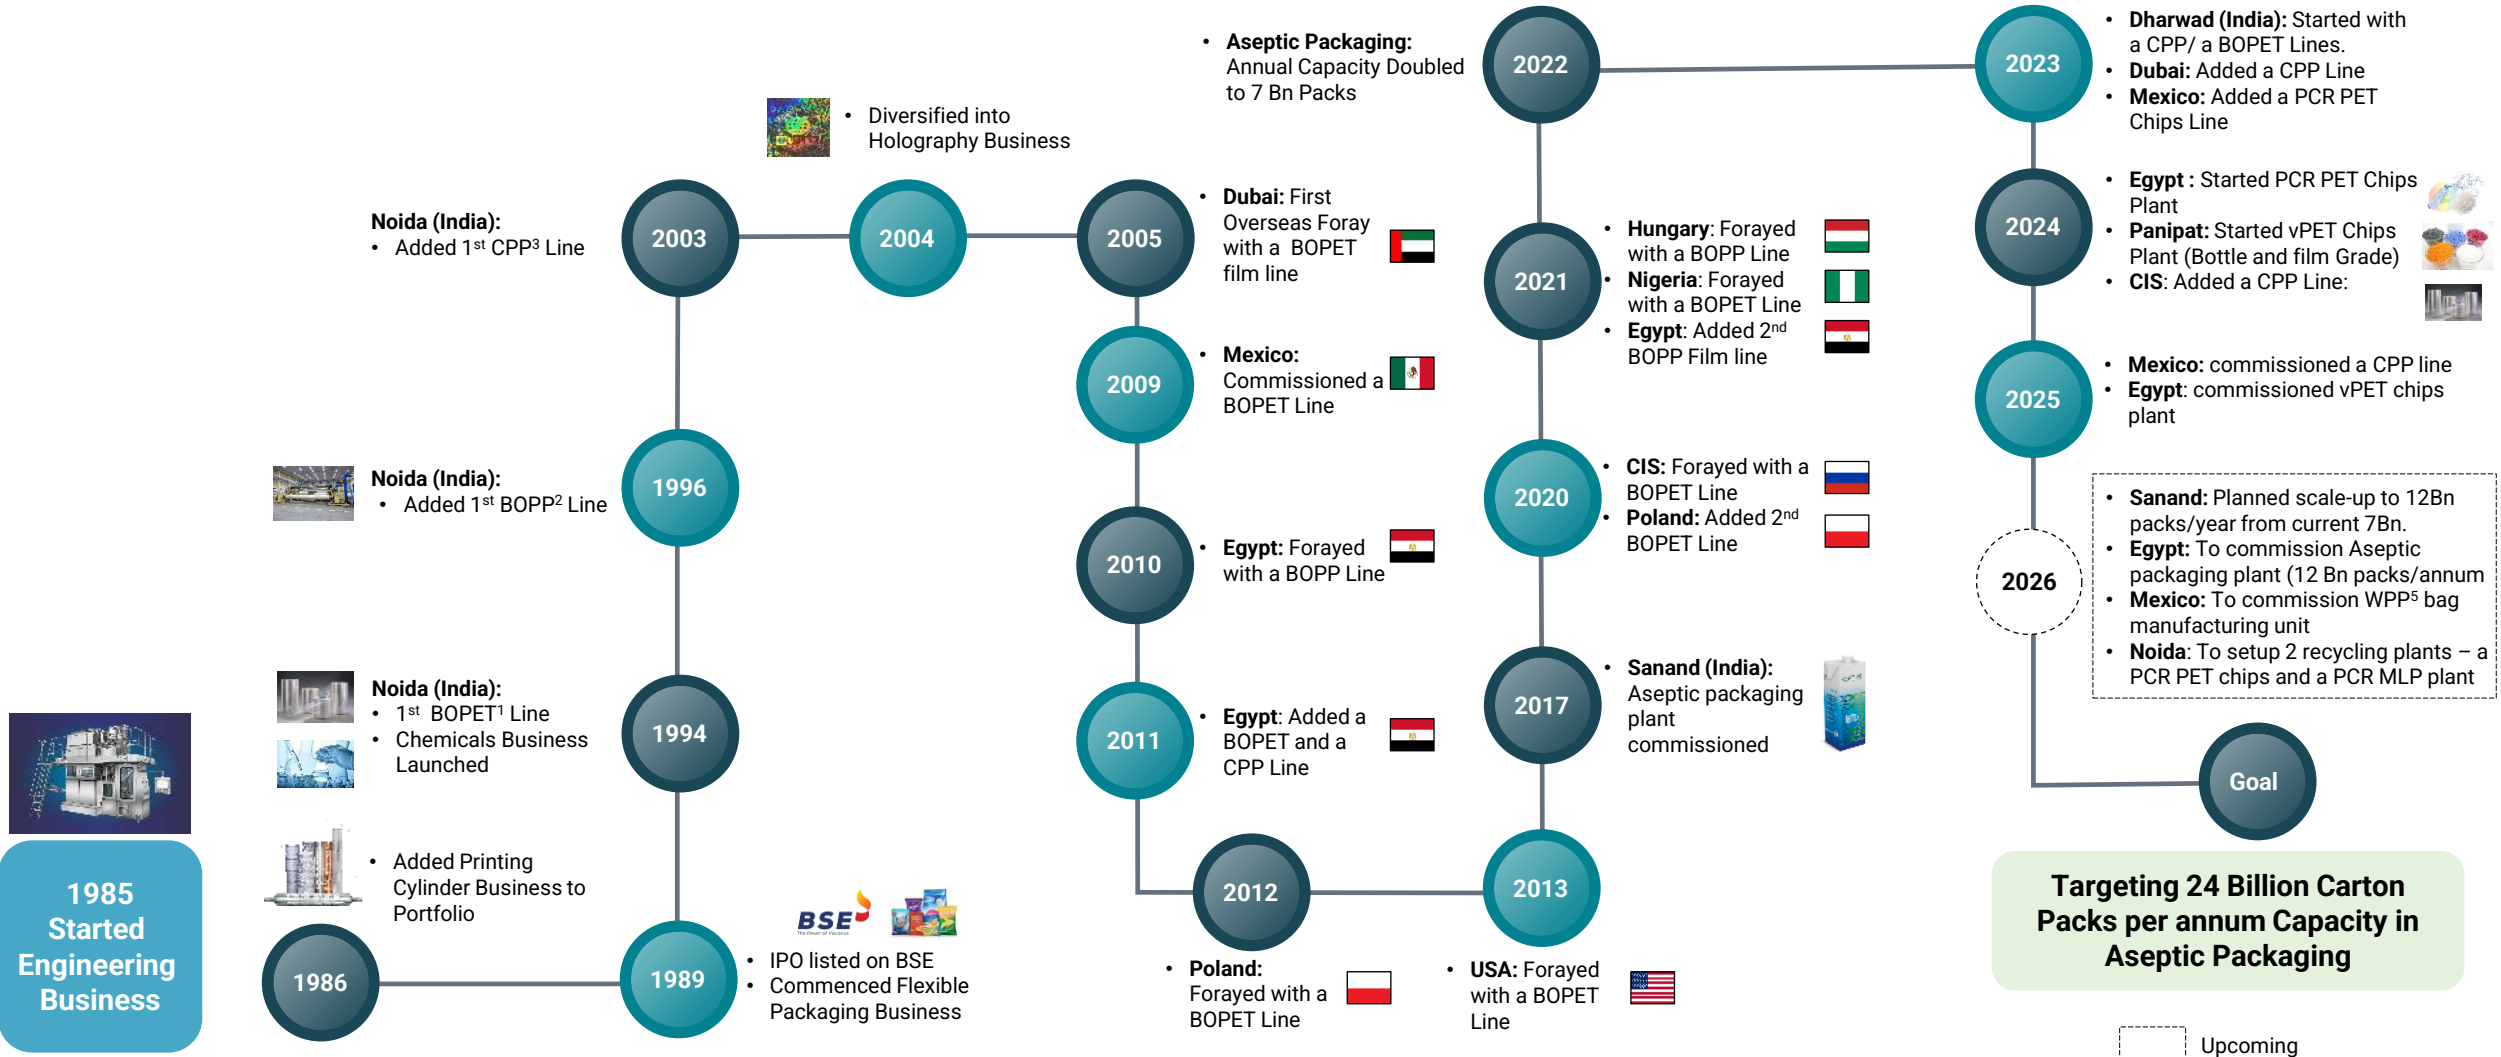 1985
Started
Engineering
Business
• Added Printing
Cylinder Business to
Portfolio
1986
1989
BSE
The Power of Vibrance
• IPO listed on BSE
• Commenced Flexible
Packaging Business
Noida (India):
• 1st BOPET1 Line
• Chemicals Business
Launched
1994
Noida (India):
• Added 1st BOPP2 Line
1996
Noida (India):
• Added 1st CPP3 Line
2003
• Diversified into
Holography Business
2004
2005
• Dubai: First
Overseas Foray
with a BOPET
film line
2009
• Mexico:
Commissioned a
BOPET Line
2010
• Egypt: Forayed
with a BOPP Line
2011
• Egypt: Added a
BOPET and a
CPP Line
2012
• Poland:
Forayed with a
BOPET Line
2013
• USA: Forayed
with a BOPET
Line
2017
• Sanand (India):
Aseptic packaging
plant
commissioned
2020
• CIS: Forayed with a
BOPET Line
• Poland: Added 2nd
BOPET Line
2021
• Hungary: Forayed
with a BOPP Line
• Nigeria: Forayed
with a BOPET Line
• Egypt: Added 2nd
BOPP Film line
• Aseptic Packaging:
Annual Capacity Doubled
to 7 Bn Packs
2022
2023
• Dharwad (India): Started with
a CPP/ a BOPET Lines.
• Dubai: Added a CPP Line
• Mexico: Added a PCR PET
Chips Line
2024
• Egypt : Started PCR PET Chips
Plant
• Panipat: Started vPET Chips
Plant (Bottle and film Grade)
• CIS: Added a CPP Line:
2025
• Mexico: commissioned a CPP line
• Egypt: commissioned vPET chips
plant
2026
• Sanand: Planned scale-up to 12Bn
packs/year from current 7Bn.
• Egypt: To commission Aseptic
packaging plant (12 Bn packs/annum
• Mexico: To commission WPP5 bag
manufacturing unit
• Noida: To setup 2 recycling plants – a
PCR PET chips and a PCR MLP plant
Goal
Targeting 24 Billion Carton
Packs per annum Capacity in
Aseptic Packaging
Upcoming